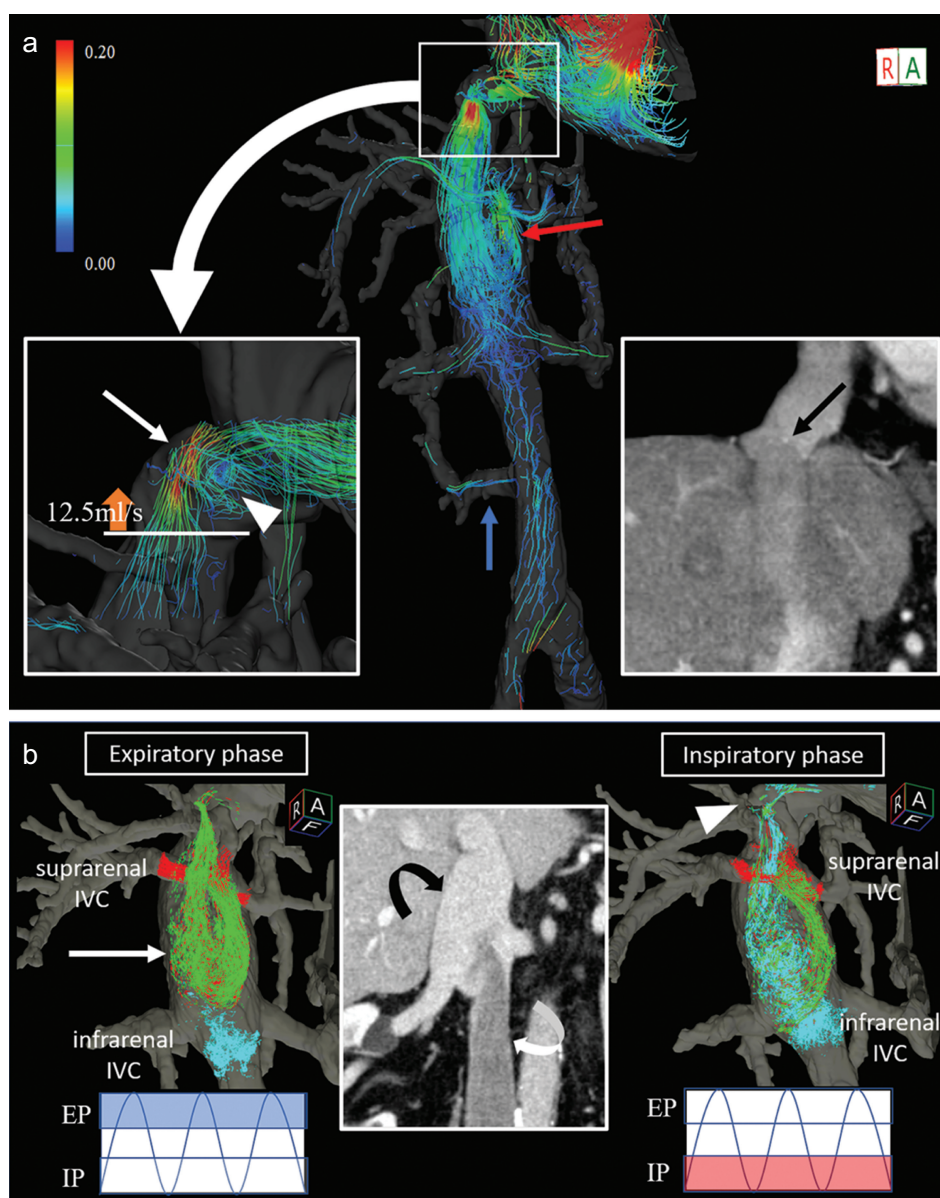 a
0.20
0.00
R A
12.5ml/s
b
Expiratory phase
Inspiratory phase
R A F
R A F
suprarenal
IVC
suprarenal
IVC
infrarenal
IVC
infrarenal
IVC
EP
IP
EP
IP